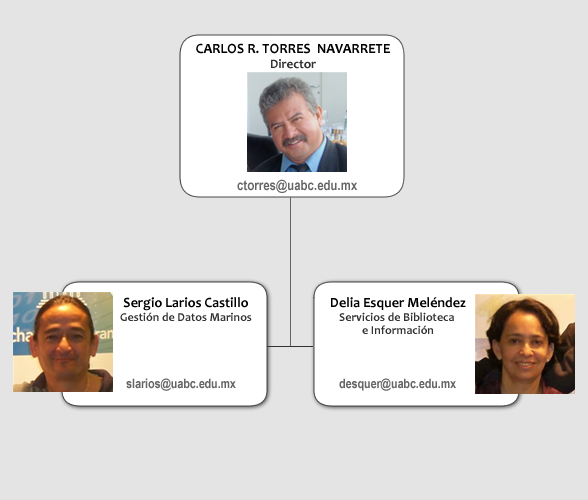 CARLOS R. TORRES NAVARRETE
Director
ctorres@uabc.edu.mx
Sergio Larios Castillo
Gestión de Datos Marinos
slarios@uabc.edu.mx
Delia Esquer Meléndez
Servicios de Biblioteca
e Información
desquer@uabc.edu.mx